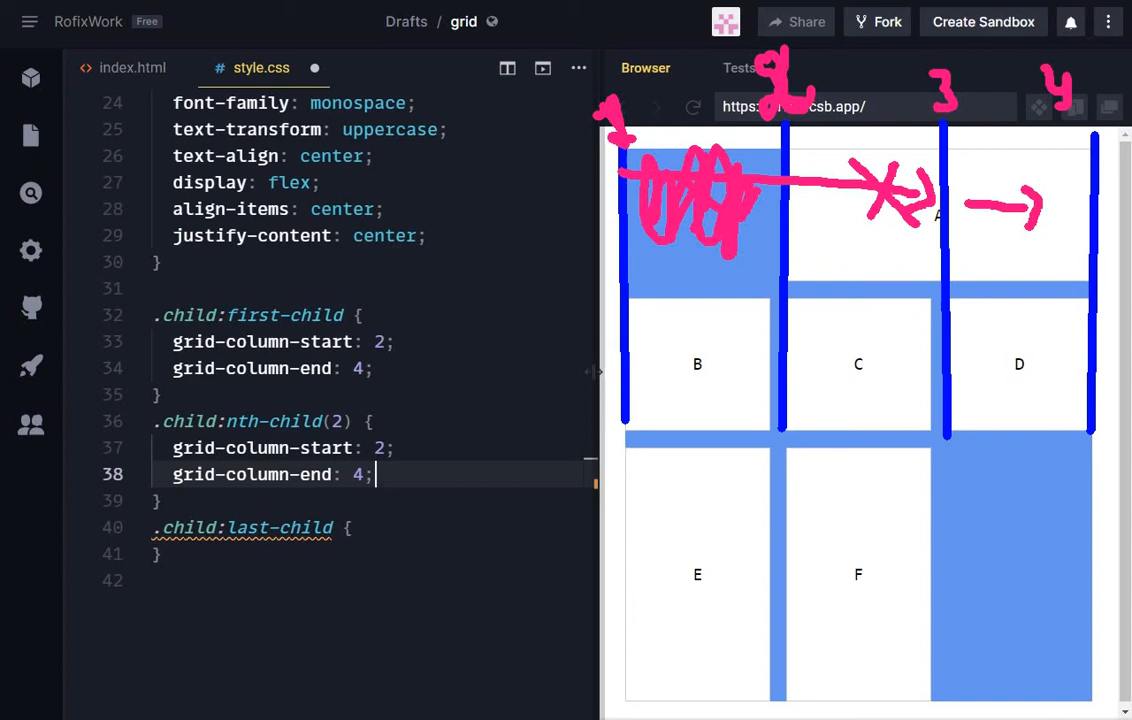 RofixWork Free Drafts / grid Share Fork Create Sandbox
index.html # style.css Browser Tests
https:// csb.app/
1 2 3 4
24 font-family: monospace;
25 text-transform: uppercase;
26 text-align: center;
27 display: flex;
28 align-items: center;
29 justify-content: center;
30 }
31
32 .child:first-child {
33 grid-column-start: 2;
34 grid-column-end: 4;
35 }
36 .child:nth-child(2) {
37 grid-column-start: 2;
38 grid-column-end: 4;
39 }
40 .child:last-child {
41 }
42
A
B C D
E F